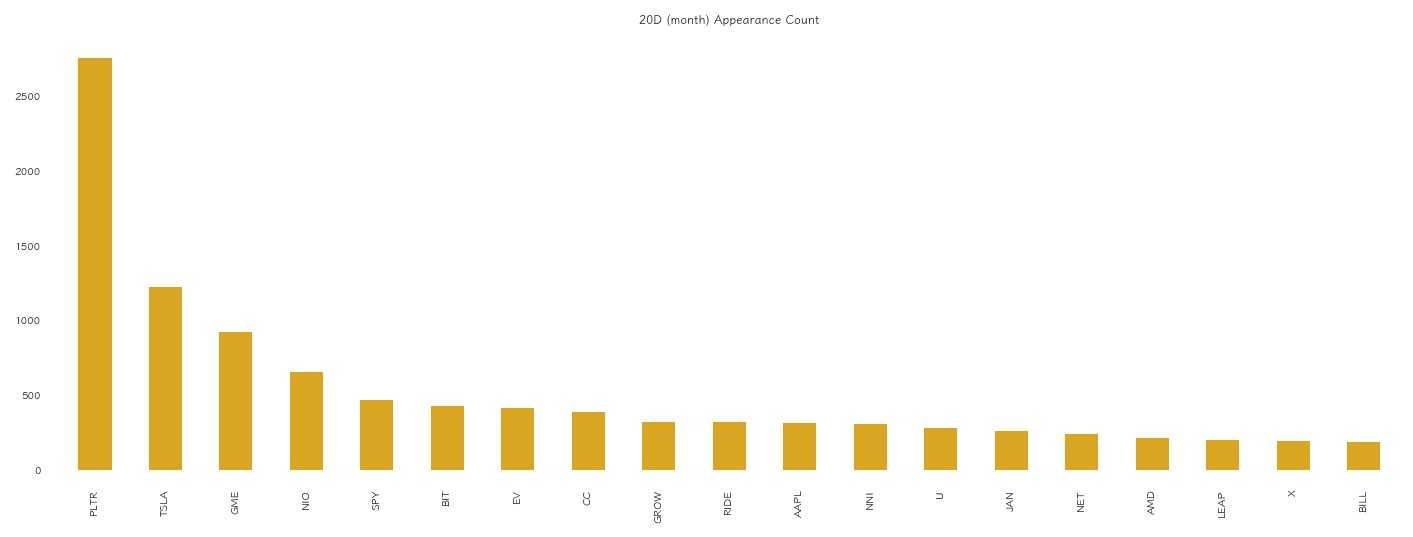 20D (month) Appearance Count
2500
2000
1500
1000
500
0
PLTR
TSLA
GME
NIO
SPY
BIT
EV
CC
GROW
RIDE
AAPL
NNI
U
JAN
NET
AMD
LEAP
X
BILL